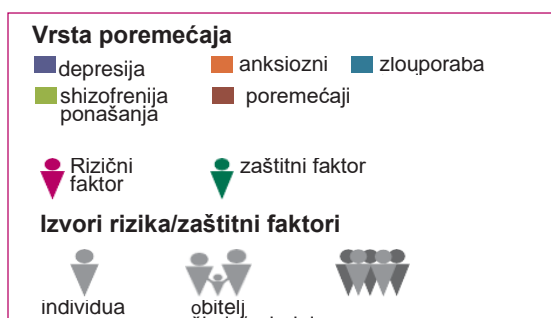 Vrsta poremećaja
depresija anksiozni zlouporaba
shizofrenija poremećaji
ponašanja
Rizični zaštitni faktor
faktor
Izvori rizika/zaštitni faktori
individua obitelj